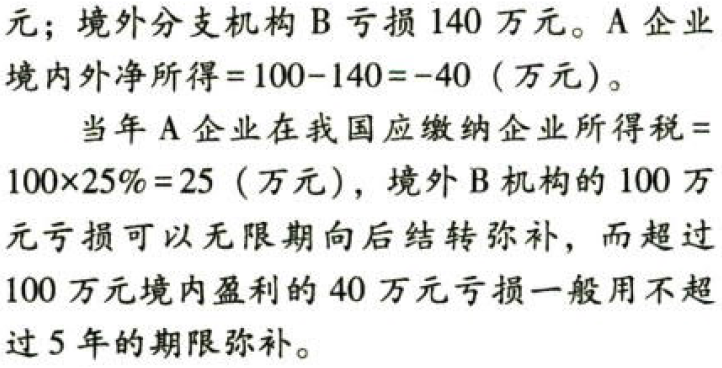 元；境外分支机构 B 亏损 140 万元。A 企业
境内外净所得=100-140=-40（万元）。
当年 A 企业在我国应缴纳企业所得税=
100×25%=25（万元），境外 B 机构的 100 万
元亏损可以无限期向后结转弥补，而超过
100 万元境内盈利的 40 万元亏损一般用不超
过 5 年的期限弥补。